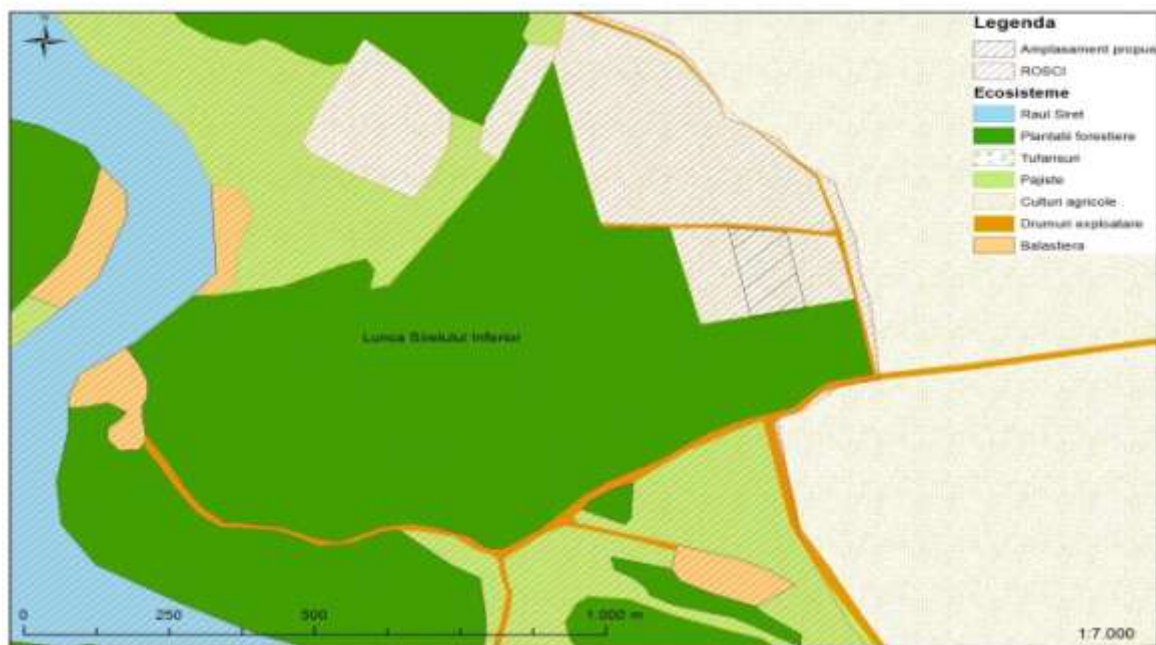 Legenda
Amplasament propus
ROSCI
Ecosisteme
Raul Siret
Plantatii forestiere
Tufarisuri
Pajiste
Culturi agricole
Drumuri exploatare
Balastiera
Lunca Siretului Inferior
0 250 500 1.000 m
1:7.000